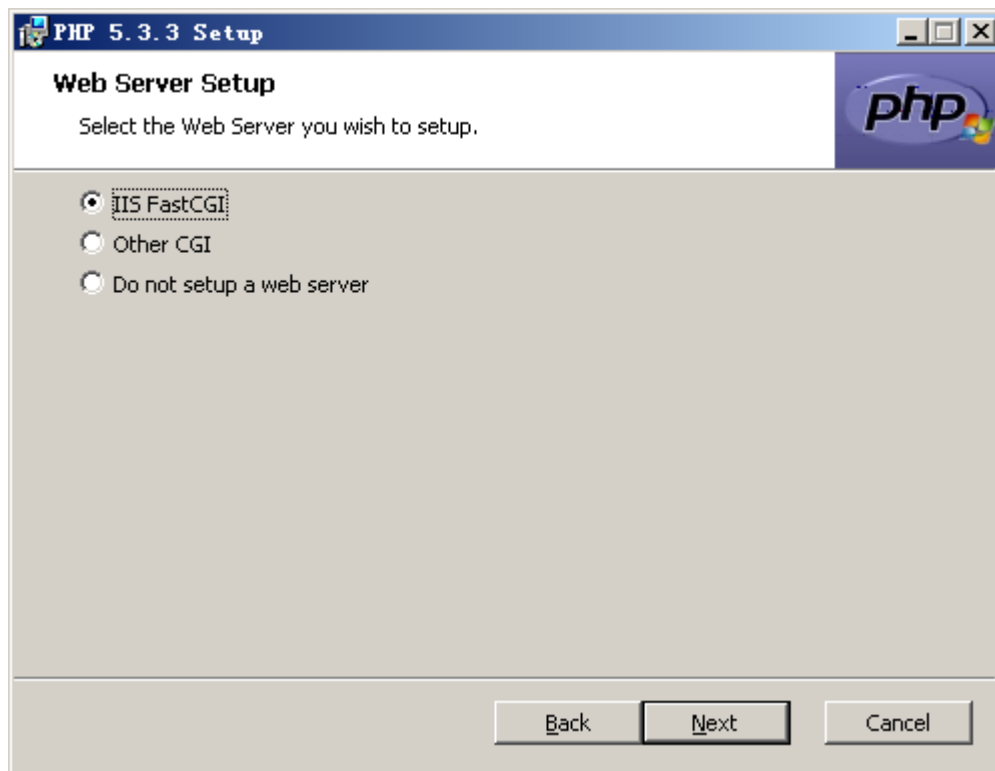 PHP 5.3.3 Setup
Web Server Setup
Select the Web Server you wish to setup.
php
IIS FastCGI
Other CGI
Do not setup a web server
Back
Next
Cancel